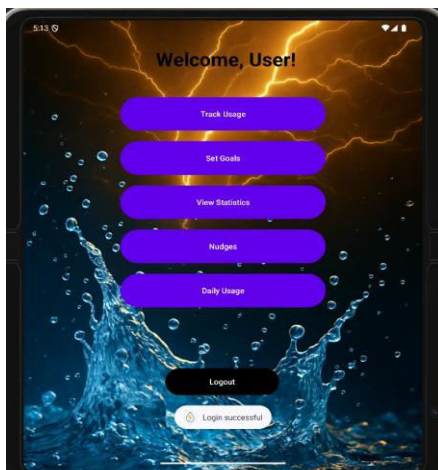 5:13
Welcome, User!
Track Usage
Set Goals
View Statistics
Nudges
Daily Usage
Logout
Login successful